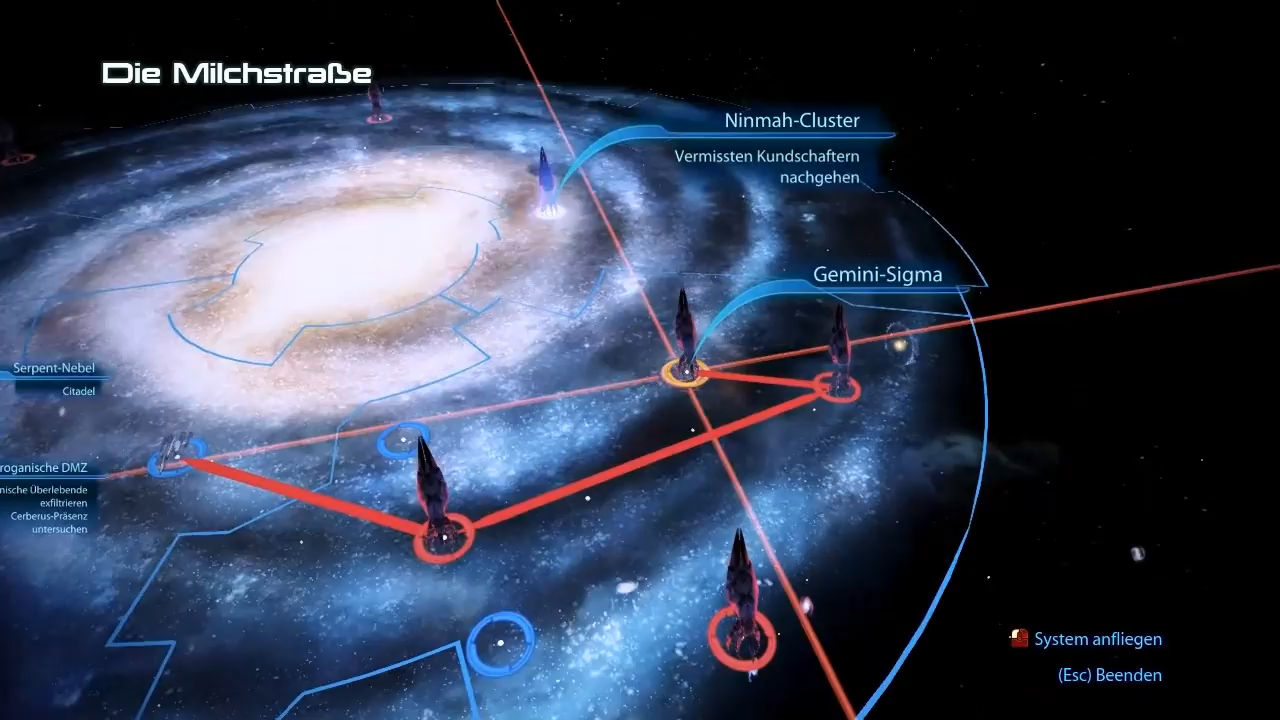 Die Milchstraße
Ninmah-Cluster
Vermissten Kundschaftern
nachgehen
Gemini-Sigma
Serpent-Nebel
Citadel
roganische DMZ
nische Überlebende
exfiltrieren
Cerberus-Präsenz
untersuchen
System anfliegen
(Esc) Beenden